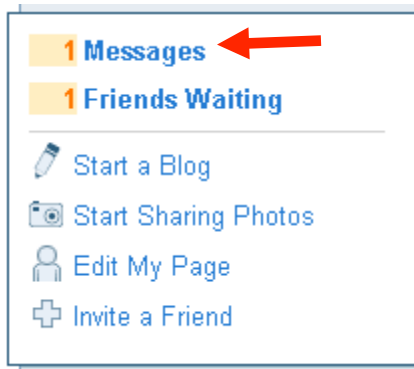 1 Messages
1 Friends Waiting
Start a Blog
Start Sharing Photos
Edit My Page
Invite a Friend